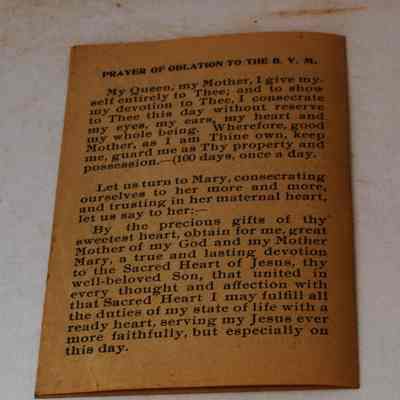 PRAYER OF OBLATION TO THE B. V. M.
My Queen, my Mother, I give my-
self entirely to Thee; and to show
my devotion to Thee, I consecrate
to Thee this day without reserve
my eyes, my ears, my heart and
my whole being. Wherefore, good
Mother, as I am Thine own, keep
me, guard me as Thy property and
possession.—(100 days, once a day.
Let us turn to Mary, consecrating
ourselves to her more and more,
and trusting in her maternal heart,
let us say to her:—
By the precious gifts of thy
sweetest heart, obtain for me, great
Mother of my God and my Mother
Mary, a true and lasting devotion
to the Sacred Heart of Jesus, thy
well-beloved Son, that united in
every thought and affection with
that Sacred Heart I may fulfill all
the duties of my state of life with a
ready heart, serving my Jesus ever
more faithfully, but especially on
this day.